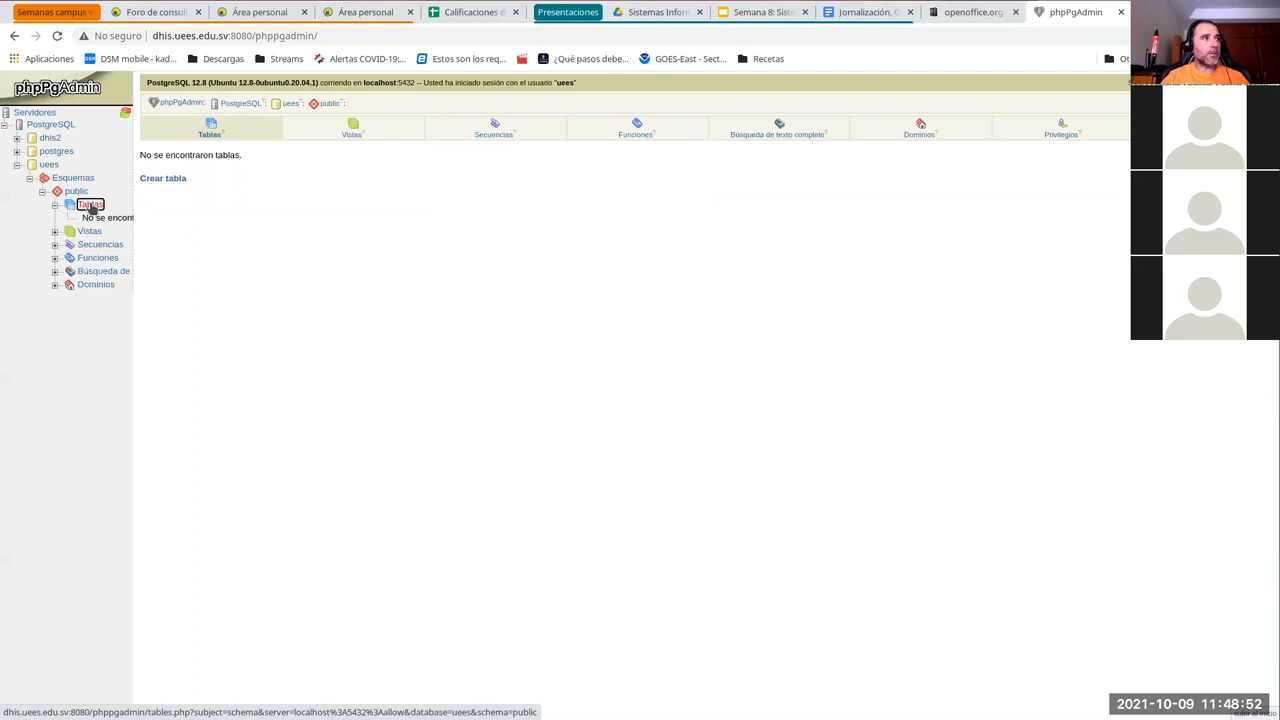 Semanas campus v
Foro de consul
Área personal
Área personal
Calificaciones d
Presentaciones
Sistemas Infor
Semana 8: Siste
Jornalización, C
openoffice.org
phpPgAdmin
No seguro | dhis.uees.edu.sv:8080/phppgadmin/
Aplicaciones
DSM mobile - kad...
Descargas
Streams
Alertas COVID-19:...
Estos son los req...
¿Qué pasos debe...
GOES-East - Sect...
Recetas
Ot
phpPgAdmin
PostgreSQL 12.8 (Ubuntu 12.8-0ubuntu0.20.04.1) corriendo en localhost:5432 -- Usted ha iniciado sesión con el usuario "uees"
phpPgAdmin: PostgreSQL?: uees?: public?:
Tablas?
Vistas?
Secuencias?
Funciones?
Búsqueda de texto completo?
Dominios?
Privilegios?
No se encontraron tablas.
Crear tabla
Servidores
PostgreSQL
dhis2
postgres
uees
Esquemas
public
Tablas
No se encont
Vistas
Secuencias
Funciones
Búsqueda de
Dominios
dhis.uees.edu.sv:8080/phppgadmin/tables.php?subject=schema&server=localhost%3A5432%3Aallow&database=uees&schema=public
2021-10-09 11:48:52
subir al inicio